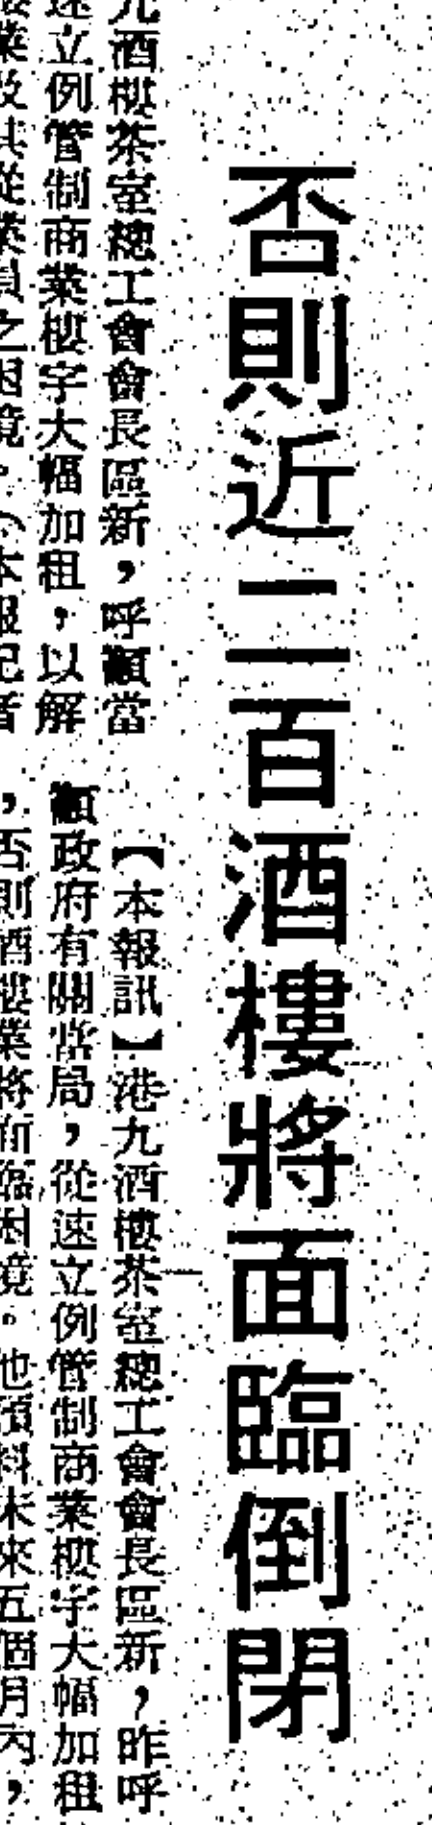 否則近二百酒樓將面臨倒閉
九酒樓茶室總工會會長區新，呼籲當
速立例管制商業樓宇大幅加租，以解
業及其從業員之困境。（本報記者
【本報訊】港九酒樓茶室總工會會長區新，昨呼
籲政府有關當局，從速立例管制商業樓宇大幅加租
，否則酒樓業將面臨困境。他預料未來五個月內，